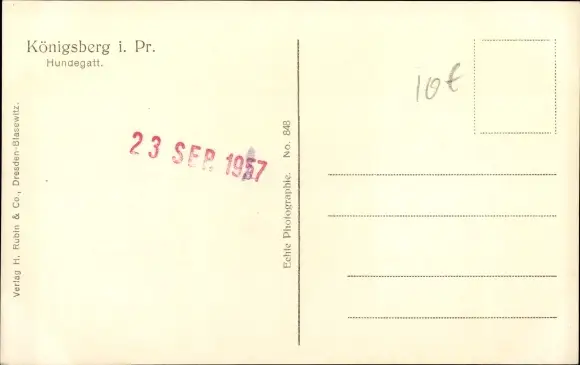 Königsberg i. Pr.
Hundegatt.
Verlag H. Rubin & Co., Dresden-Blasewitz.
23 SEP. 1957
Echte Photographie. No. 848
10€